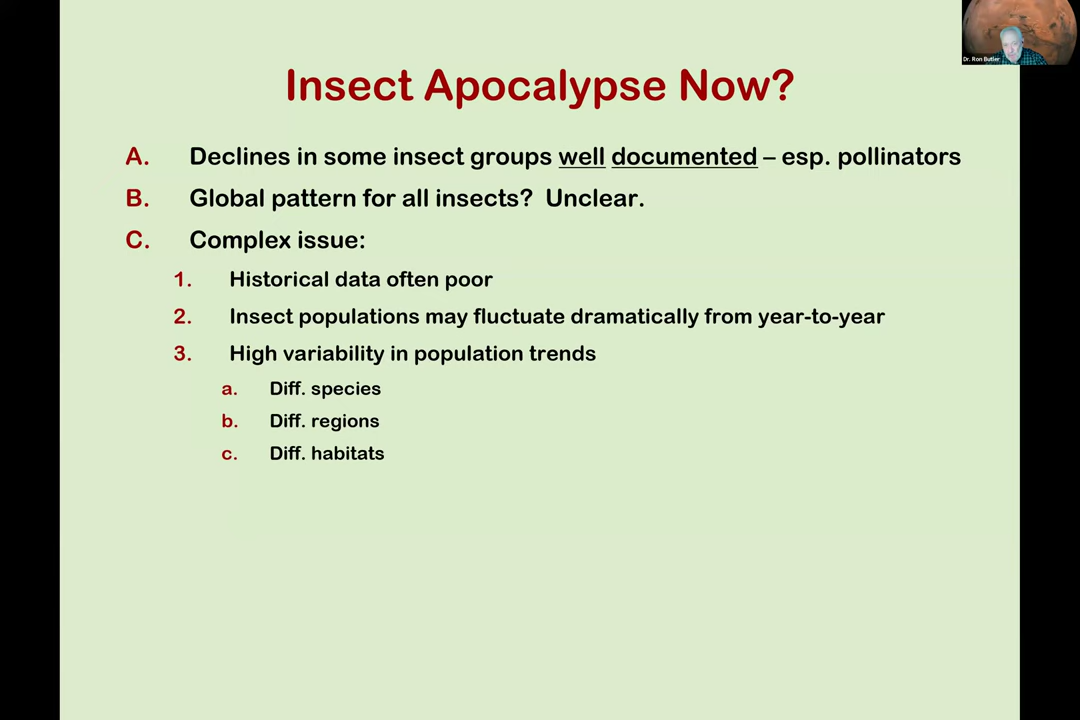 Dr. Ron Butler
Insect Apocalypse Now?
A. Declines in some insect groups well documented – esp. pollinators
B. Global pattern for all insects? Unclear.
C. Complex issue:
1. Historical data often poor
2. Insect populations may fluctuate dramatically from year-to-year
3. High variability in population trends
a. Diff. species
b. Diff. regions
c. Diff. habitats